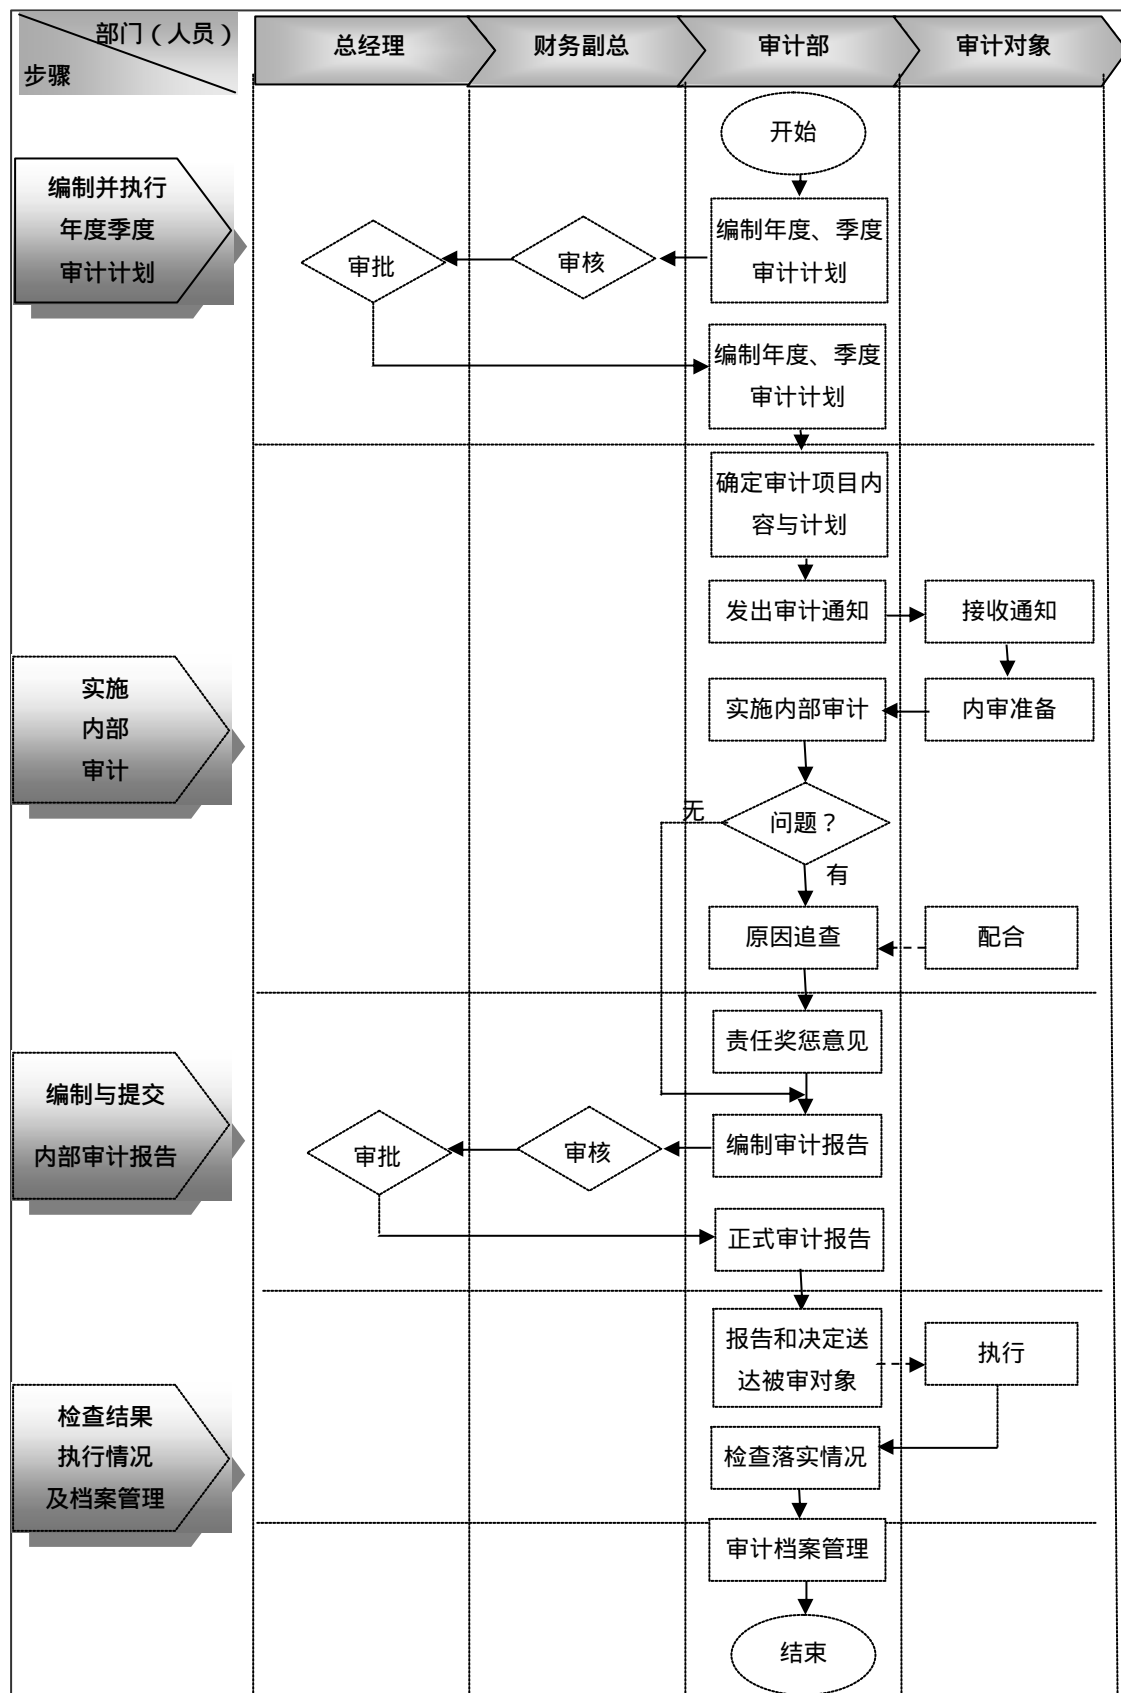 部门（人员）
步骤
总经理
财务副总
审计部
审计对象
开始
编制并执行
年度季度
审计计划
编制年度、季度
审计计划
审核
审批
编制年度、季度
审计计划
确定审计项目内
容与计划
发出审计通知
接收通知
实施
内部
审计
实施内部审计
内审准备
无
问题？
有
原因追查
配合
责任奖惩意见
编制与提交
内部审计报告
审批
审核
编制审计报告
正式审计报告
报告和决定送
达被审对象
执行
检查结果
执行情况
及档案管理
检查落实情况
审计档案管理
结束